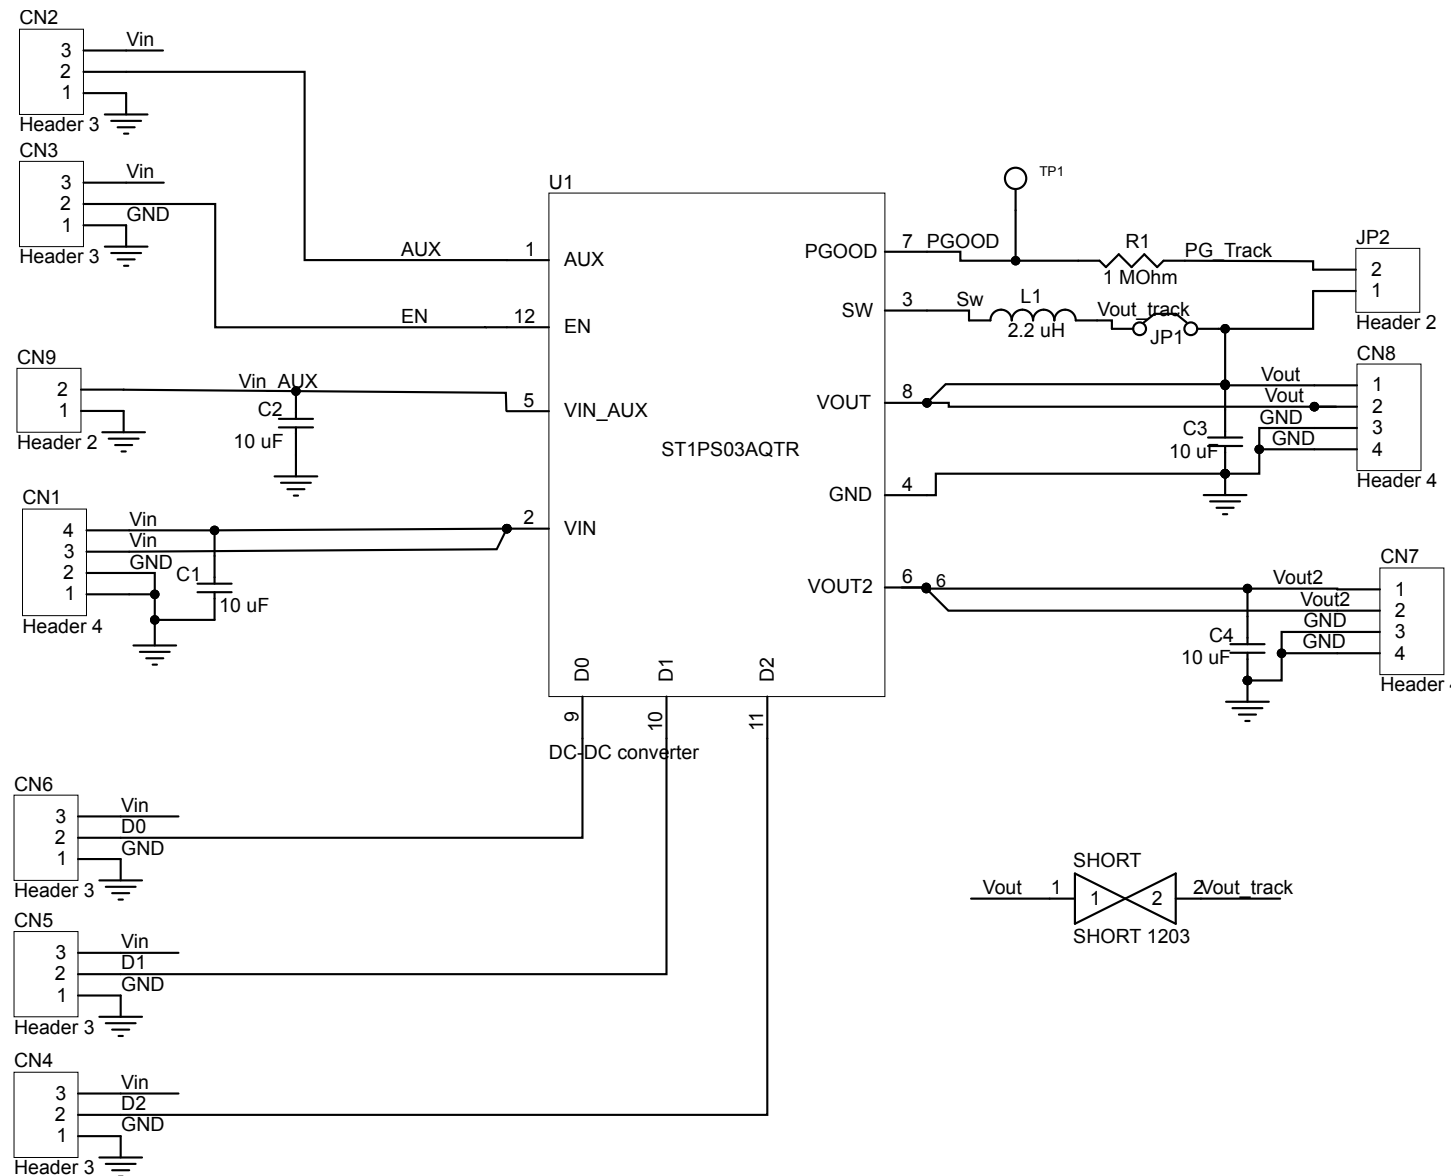 CN2
3 Vin
2
1
Header 3
CN3
3 Vin
2
GND
1
Header 3
AUX 1 AUX
EN 12 EN
CN9
2 Vin_AUX
1
Header 2
C2
10 uF
5 VIN_AUX
CN1
4 Vin
3 Vin
2 GND
1
Header 4
C1
10 uF
2 VIN
U1
ST1PS03AQTR
DC-DC converter
PGOOD 7 PGOOD
TP1
R1
1 MOhm
PG_Track
JP2
2
1
Header 2
SW 3 Sw
L1
2.2 uH
Vout_track
JP1
VOUT 8
CN8
Vout 1
Vout 2
GND 3
GND 4
Header 4
C3
10 uF
GND 4
VOUT2 6 6
CN7
Vout2 1
Vout2 2
GND 3
GND 4
Header
C4
10 uF
D0 D1 D2
9 10 11
CN6
3 Vin
2 D0
1 GND
Header 3
CN5
3 Vin
2 D1
1 GND
Header 3
CN4
3 Vin
2 D2
1 GND
Header 3
SHORT
Vout 1 1 2 2 Vout_track
SHORT 1203